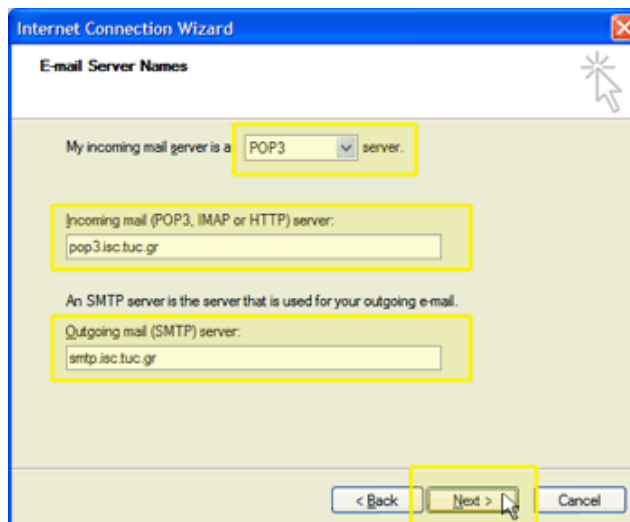 Internet Connection Wizard
E-mail Server Names
My incoming mail server is a POP3 server.
Incoming mail (POP3, IMAP or HTTP) server:
pop3.isc.tuc.gr
An SMTP server is the server that is used for your outgoing e-mail.
Outgoing mail (SMTP) server:
smtp.isc.tuc.gr
< Back Next > Cancel